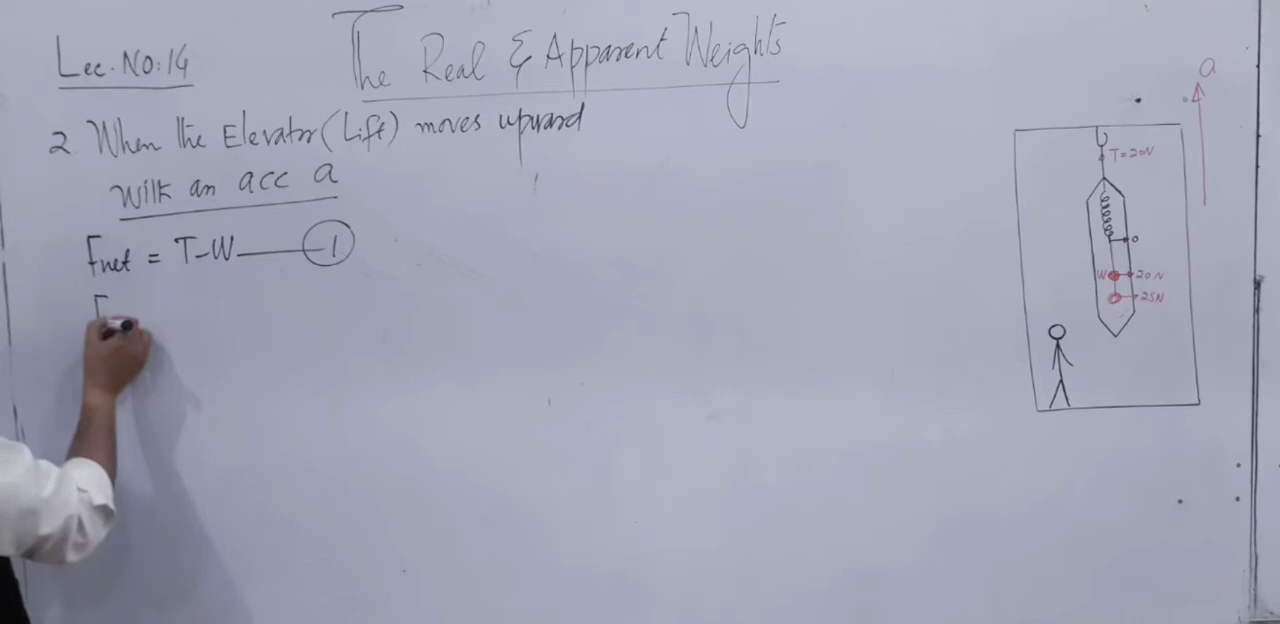 Lec. No: 14
The Real & Apparent Weights
2. When the Elevator (Lift) moves upward
with an acc a
Fnet = T-W 1
F
a
T=20N
0
W 20N
25N